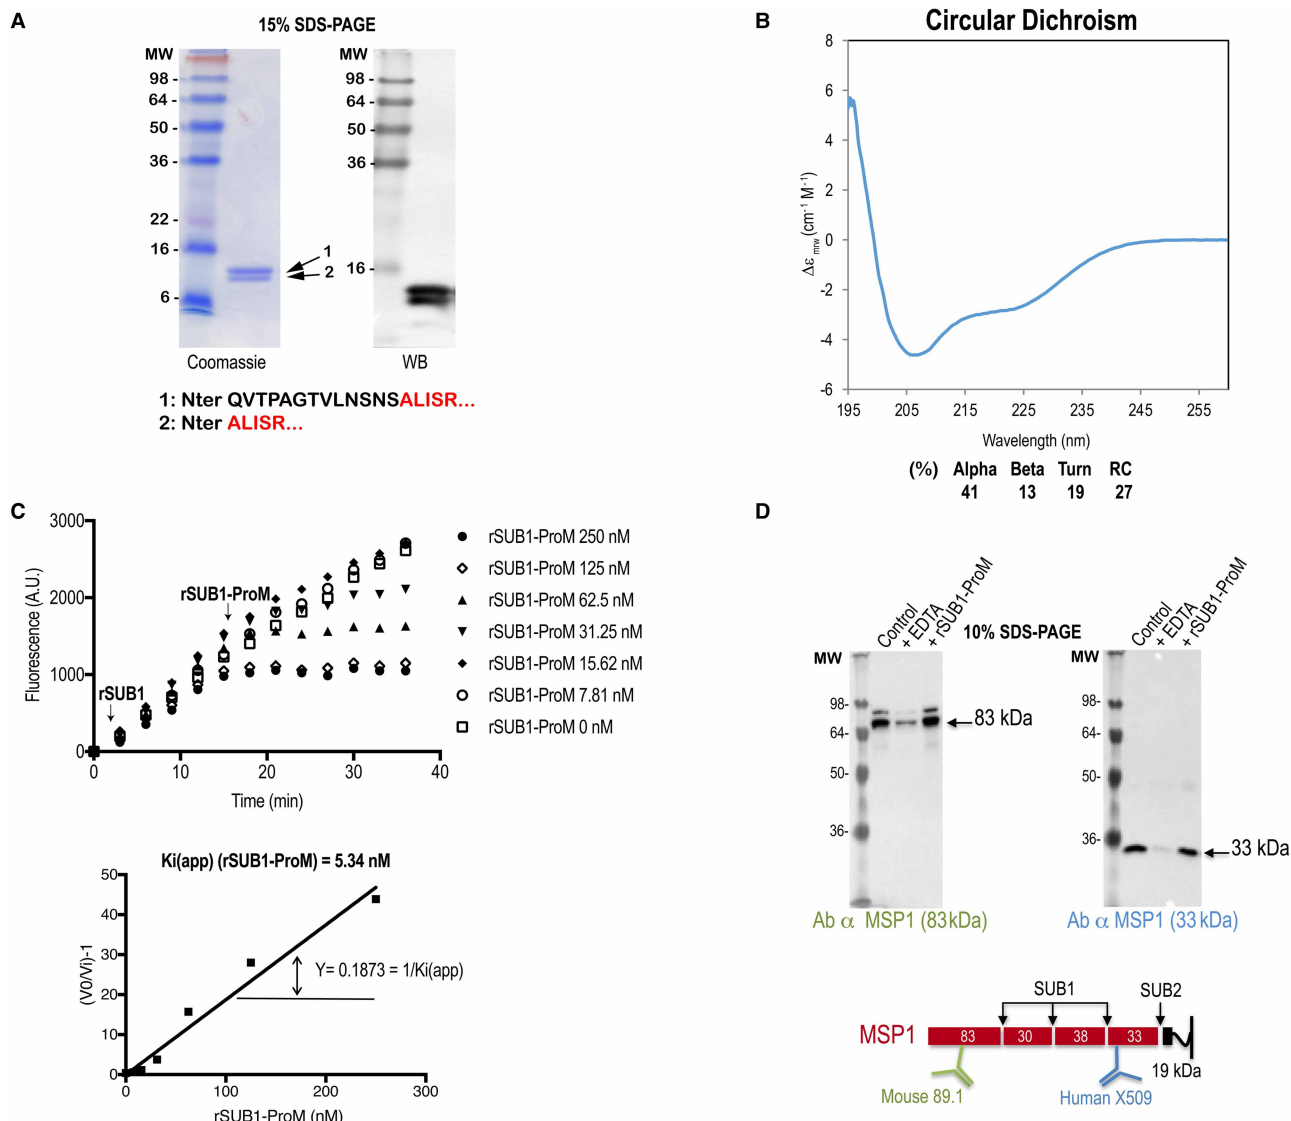 A
15% SDS-PAGE
MW
98 -
64 -
50 -
36 -
22 -
16 -
6 -
1
2
Coomassie
MW
98 -
64 -
50 -
36 -
16 -
WB
1: Nter QVTPAGTVLNSNSALISR...
2: Nter ALISR...
B
Circular Dichroism
8
6
4
2
0
-2
-4
-6
Δε mrw (cm-1 M-1)
195 205 215 225 235 245 255
Wavelength (nm)
(%) Alpha Beta Turn RC
41 13 19 27
C
3000
2000
1000
0
Fluorescence (A.U.)
rSUB1
rSUB1-ProM
0 10 20 30 40
Time (min)
rSUB1-ProM 250 nM
rSUB1-ProM 125 nM
rSUB1-ProM 62.5 nM
rSUB1-ProM 31.25 nM
rSUB1-ProM 15.62 nM
rSUB1-ProM 7.81 nM
rSUB1-ProM 0 nM
Ki(app) (rSUB1-ProM) = 5.34 nM
50
40
30
20
10
0
(V0/Vi)-1
Y= 0.1873 = 1/Ki(app)
0 100 200 300
rSUB1-ProM (nM)
D
Control
+ EDTA
+ rSUB1-ProM
10% SDS-PAGE
MW
98-
64-
50-
36-
83 kDa
Ab α MSP1 (83kDa)
Control
+ EDTA
+ rSUB1-ProM
MW
98-
64-
50-
36-
33 kDa
Ab α MSP1 (33kDa)
SUB1 SUB2
MSP1 83 30 38 33
19 kDa
Mouse 89.1 Human X509